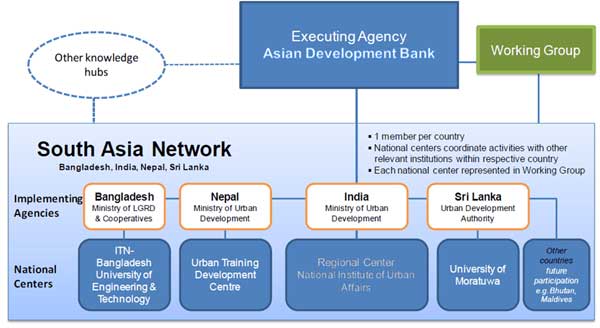 Executing Agency
Asian Development Bank
Working Group
Other knowledge
hubs
South Asia Network
Bangladesh, India, Nepal, Sri Lanka
1 member per country
National centers coordinate activities with other
relevant institutions within respective country
Each national center represented in Working Group
Implementing
Agencies
Bangladesh
Ministry of LGRD
& Cooperatives
Nepal
Ministry of Urban
Development
India
Ministry of Urban
Development
Sri Lanka
Urban Development
Authority
National
Centers
ITN-
Bangladesh
University of
Engineering &
Technology
Urban Training
Development
Centre
Regional Center
National Institute of Urban
Affairs
University of
Moratuwa
Other
countries
future
participation
e.g. Bhutan,
Maldives